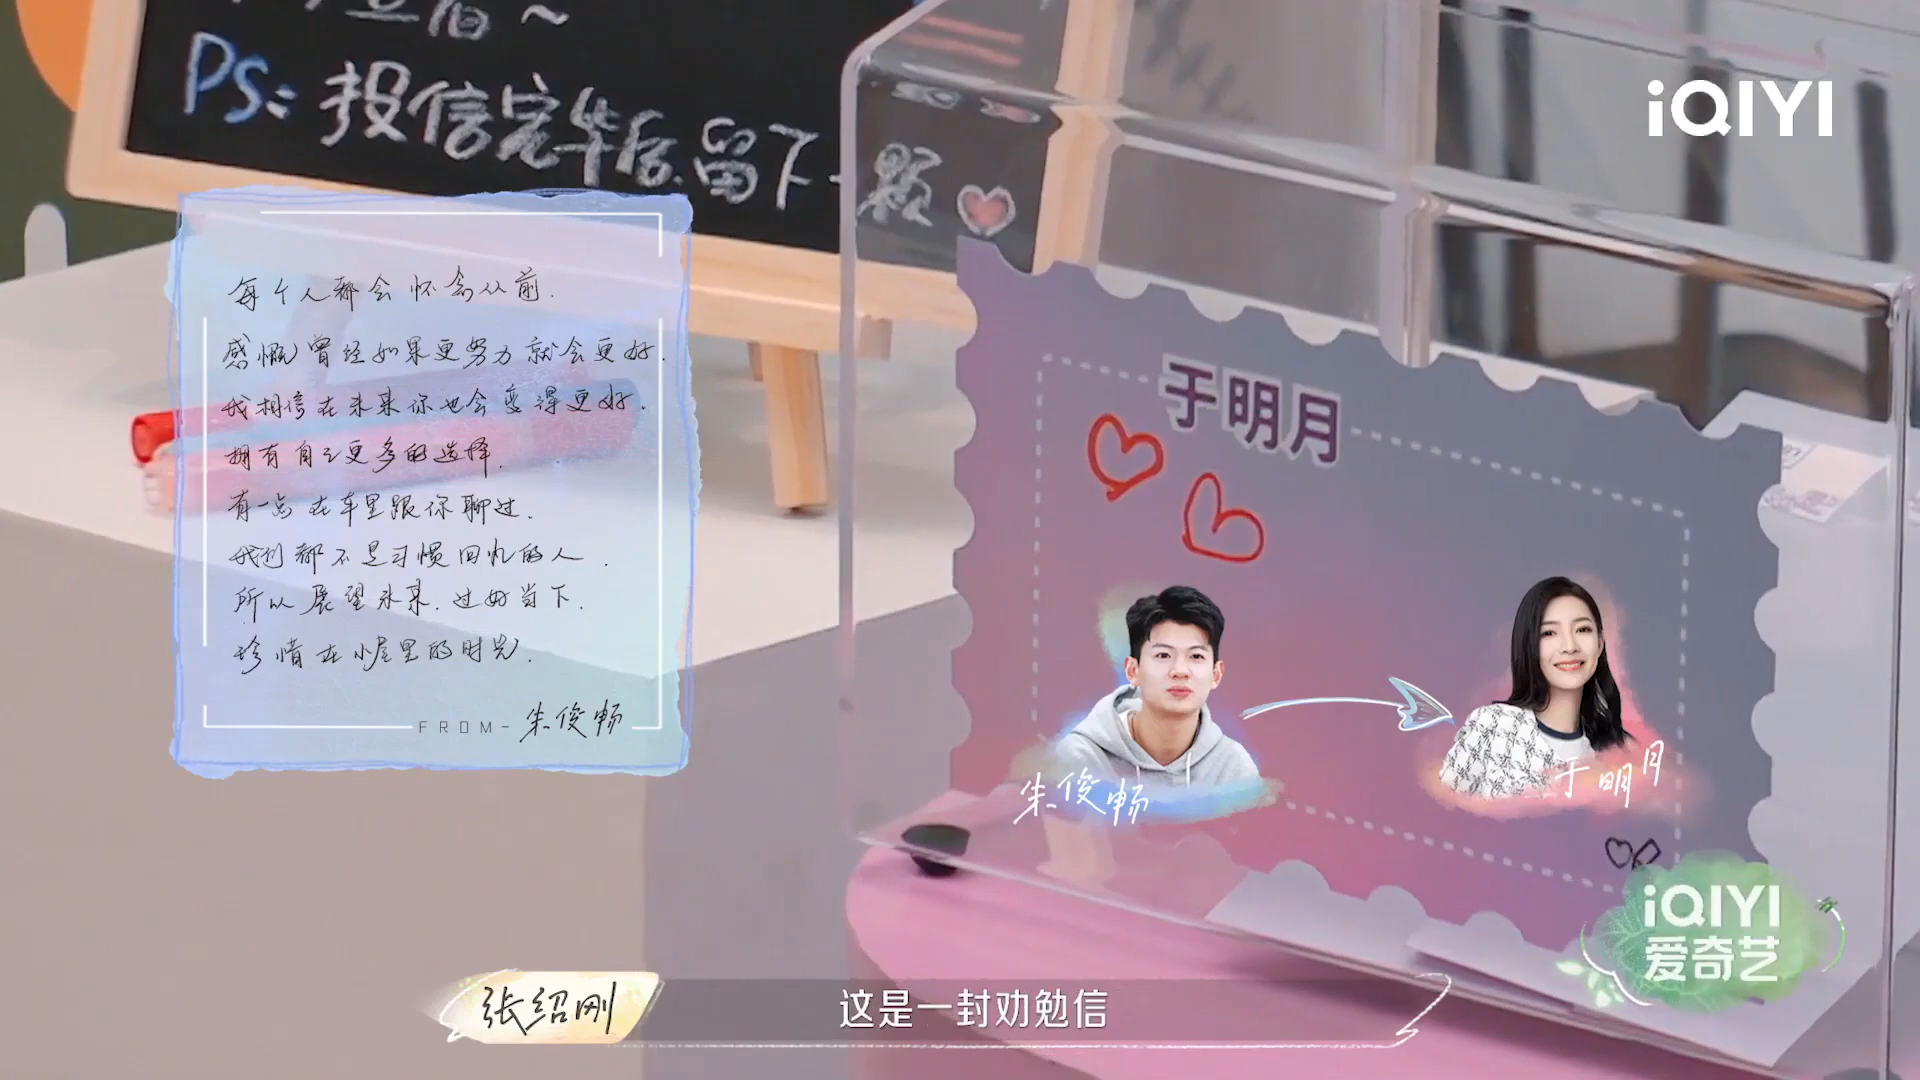 PS: 投信完毕后留下一颗
iQIYI
每个人都会怀念从前.
感慨曾经如果更努力就会更好.
我相信在未来你也会变得更好.
拥有自己更多的选择.
有一点在车里跟你聊过.
我们都不是习惯回忆的人.
所以展望未来.过好当下.
珍惜在小屋里的时光.
FROM-朱俊畅
于明月
朱俊畅
于明月
iQIYI
爱奇艺
张绍刚
这是一封劝勉信